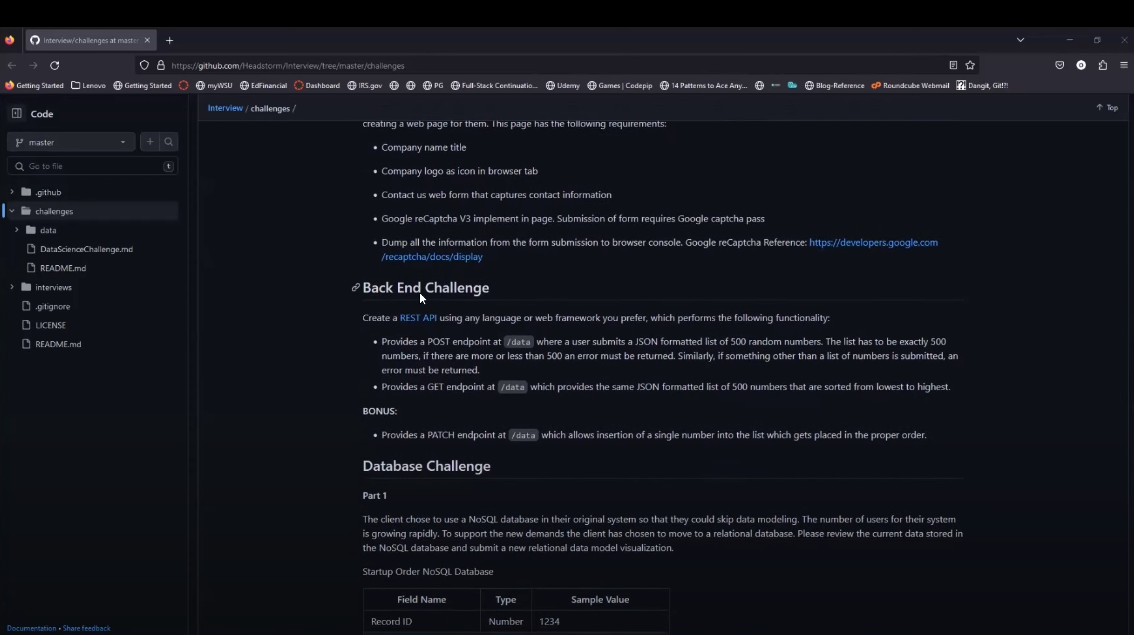 Interview/challenges at master
https://github.com/Headstorm/Interview/tree/master/challenges
Getting Started Lenovo Getting Started myWSU EdFinancial Dashboard IRS.gov PG Full-Stack Continuatio... Udemy Games | Codepip 14 Patterns to Ace Any... Blog-Reference Roundcube Webmail Dangit, Git!?!
Code
Interview / challenges /
Top
master
Go to file
t
.github
challenges
data
DataScienceChallenge.md
README.md
interviews
.gitignore
LICENSE
README.md
creating a web page for them. This page has the following requirements:
• Company name title
• Company logo as icon in browser tab
• Contact us web form that captures contact information
• Google reCaptcha V3 implement in page. Submission of form requires Google captcha pass
• Dump all the information from the form submission to browser console. Google reCaptcha Reference: https://developers.google.com
/recaptcha/docs/display
Back End Challenge
Create a REST API using any language or web framework you prefer, which performs the following functionality:
• Provides a POST endpoint at /data where a user submits a JSON formatted list of 500 random numbers. The list has to be exactly 500
numbers, if there are more or less than 500 an error must be returned. Similarly, if something other than a list of numbers is submitted, an
error must be returned.
• Provides a GET endpoint at /data which provides the same JSON formatted list of 500 numbers that are sorted from lowest to highest.
BONUS:
• Provides a PATCH endpoint at /data which allows insertion of a single number into the list which gets placed in the proper order.
Database Challenge
Part 1
The client chose to use a NoSQL database in their original system so that they could skip data modeling. The number of users for their system
is growing rapidly. To support the new demands the client has chosen to move to a relational database. Please review the current data stored in
the NoSQL database and submit a new relational data model visualization.
Startup Order NoSQL Database
Field Name Type Sample Value
Record ID Number 1234
Documentation • Share feedback